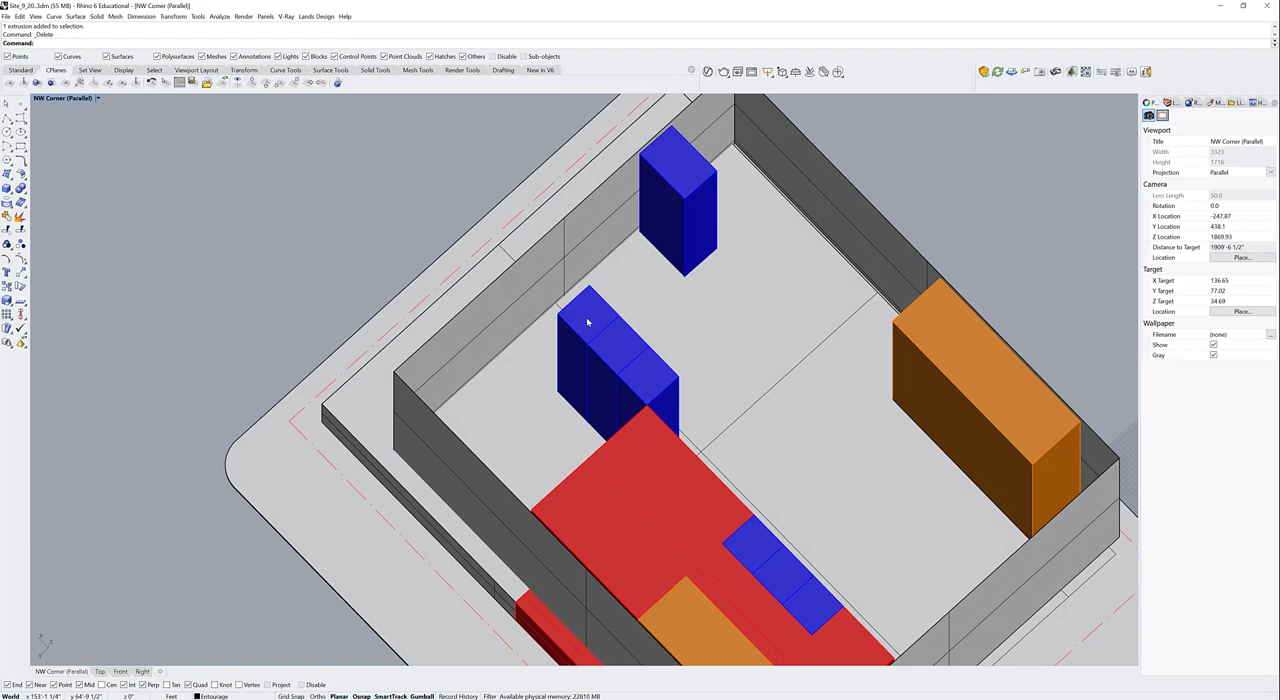 Site_9_20..3dm (55 MB) - Rhino 6 Educational - [NW Corner (Parallel)]
File Edit View Curve Surface Solid Mesh Dimension Transform Tools Analyze Render Panels V-Ray Lands Design Help
1 extrusion added to selection.
Command: _Delete
Command:
Points Curves Surfaces Polysurfaces Meshes Annotations Lights Blocks Control Points Point Clouds Hatches Others Disable Sub-objects
Standard CPlanes Set View Display Select Viewport Layout Transform Curve Tools Surface Tools Solid Tools Mesh Tools Render Tools Drafting New in V6
NW Corner (Parallel)
Viewport
Title NW Corner (Parallel)
Width 3323
Height 1716
Projection Parallel
Camera
Lens Length 50.0
Rotation 0.0
X Location -247.87
Y Location 438.1
Z Location 1869.93
Distance to Target 1909'-6 1/2"
Location Place...
Target
X Target 136.65
Y Target 77.02
Z Target 34.69
Location Place...
Wallpaper
Filename (none)
Show
Gray
NW Corner (Parallel) Top Front Right
End Near Point Mid Cen Int Perp Tan Quad Knot Vertex Project Disable
World x 153'-1 1/4" y 64'-9 1/2" z 0" Feet Entourage Grid Snap Ortho Planar Osnap SmartTrack Gumball Record History Filter Available physical memory: 22810 MB